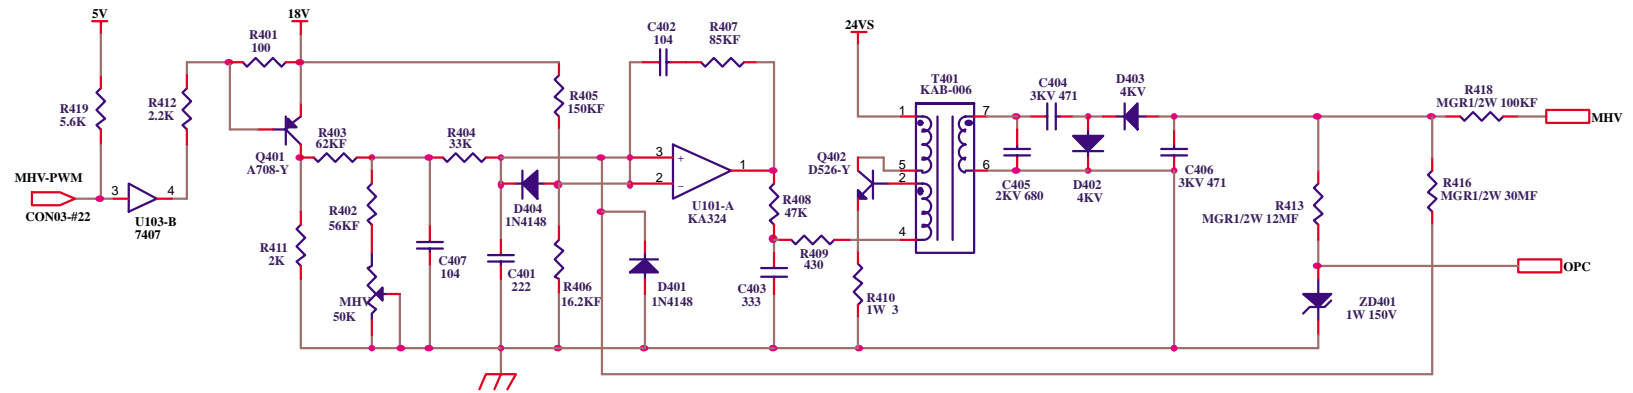 5V
R419
5.6K
MHV-PWM
CON03-#22
3
4
U103-B
7407
R412
2.2K
R401
100
18V
Q401
A708-Y
R411
2K
R403
62KF
R402
56KF
MHV
50K
C407
104
R404
33K
C401
222
D404
1N4148
R405
150KF
R406
16.2KF
D401
1N4148
C402
104
R407
85KF
3
+
2
−
1
U101-A
KA324
R408
47K
C403
333
R409
430
24VS
Q402
D526-Y
R410
1W 3
T401
KAB-006
1
5
2
4
7
6
C405
2KV 680
C404
3KV 471
D402
4KV
D403
4KV
C406
3KV 471
R413
MGR1/2W 12MF
ZD401
1W 150V
R416
MGR1/2W 30MF
R418
MGR1/2W 100KF
MHV
OPC